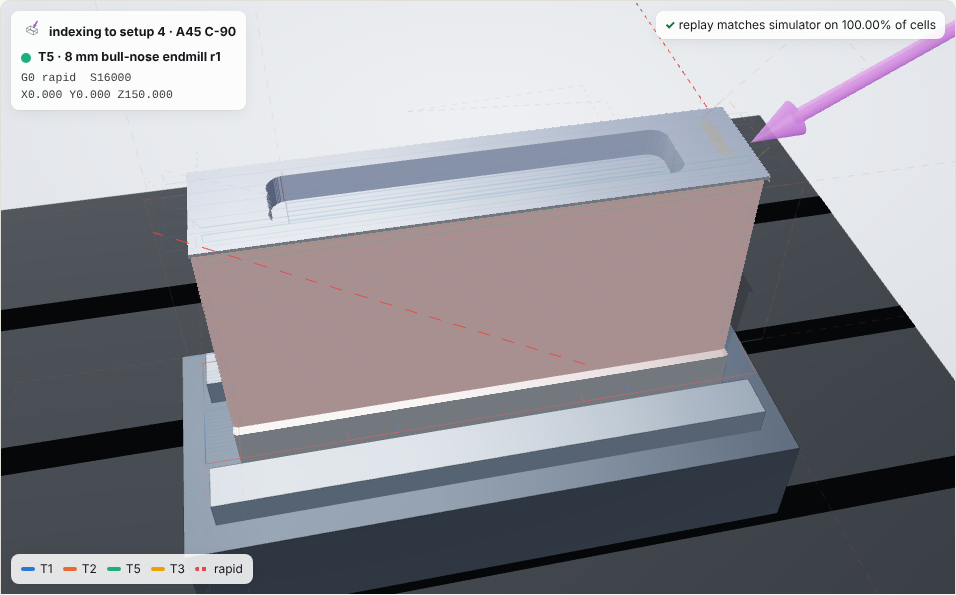 indexing to setup 4 · A45 C-90
T5 · 8 mm bull-nose endmill r1
G0 rapid S16000
X0.000 Y0.000 Z150.000
replay matches simulator on 100.00% of cells
T1 T2 T5 T3 rapid